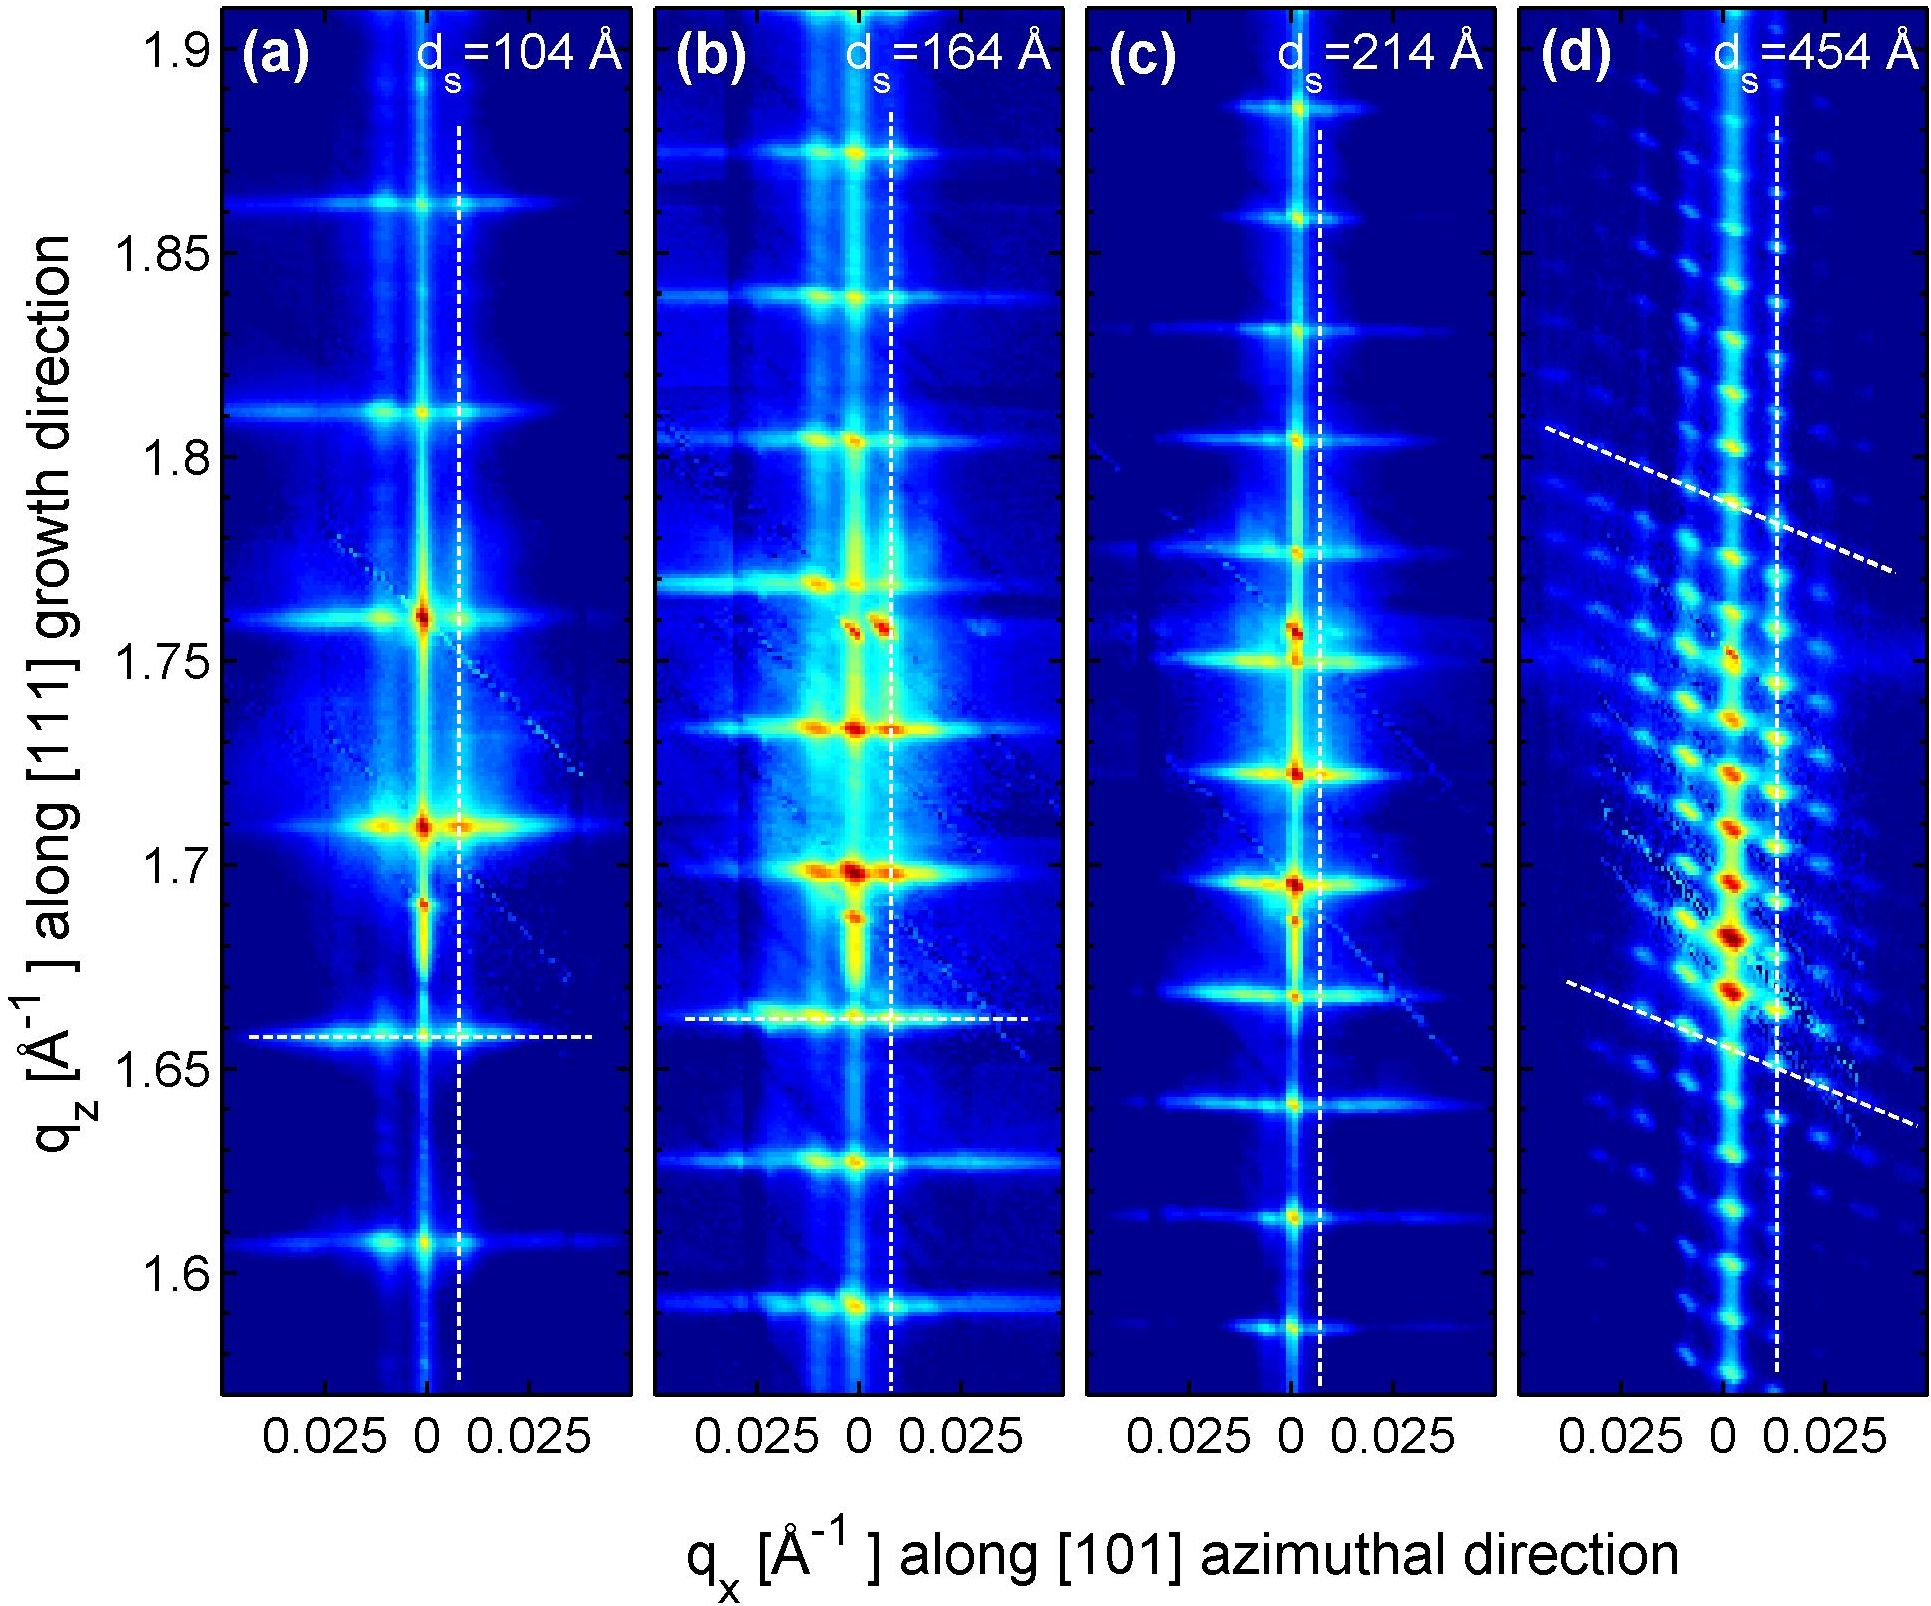 (a) d_s=104 Å
(b) d_s=164 Å
(c) d_s=214 Å
(d) d_s=454 Å
q_z [Å^-1 ] along [111] growth direction
1.9
1.85
1.8
1.75
1.7
1.65
1.6
0.025 0 0.025
0.025 0 0.025
0.025 0 0.025
0.025 0 0.025
q_x [Å^-1 ] along [101] azimuthal direction